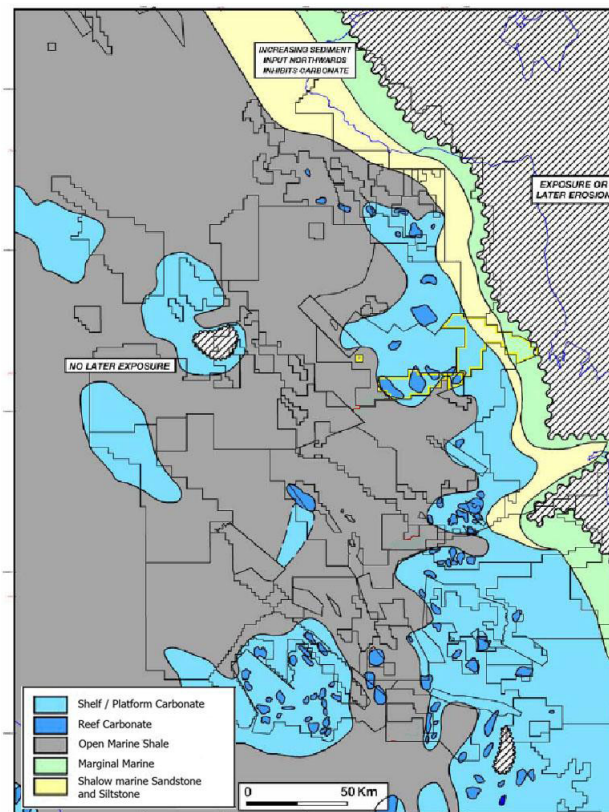 INCREASING SEDIMENT
INPUT NORTHWARDS
INHIBITS CARBONATE
EXPOSURE OR
LATER EROSION
NO LATER EXPOSURE
Shelf / Platform Carbonate
Reef Carbonate
Open Marine Shale
Marginal Marine
Shalow marine Sandstone
and Siltstone
0 50 Km